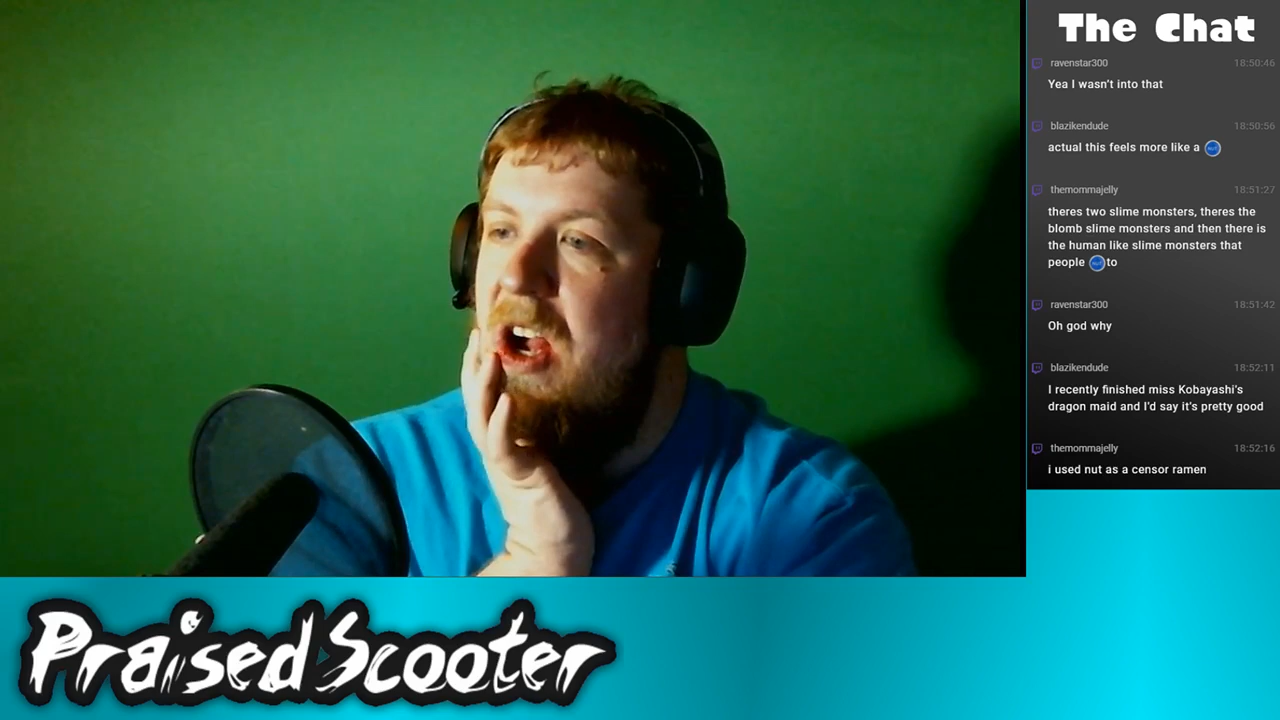 The Chat
ravenstar300 18:50:46
Yea I wasn't into that
blazikendude 18:50:56
actual this feels more like a
themommajelly 18:51:27
theres two slime monsters, theres the
blomb slime monsters and then there is
the human like slime monsters that
people to
ravenstar300 18:51:42
Oh god why
blazikendude 18:52:11
I recently finished miss Kobayashi's
dragon maid and I'd say it's pretty good
themommajelly 18:52:16
i used nut as a censor ramen
PraisedScooter